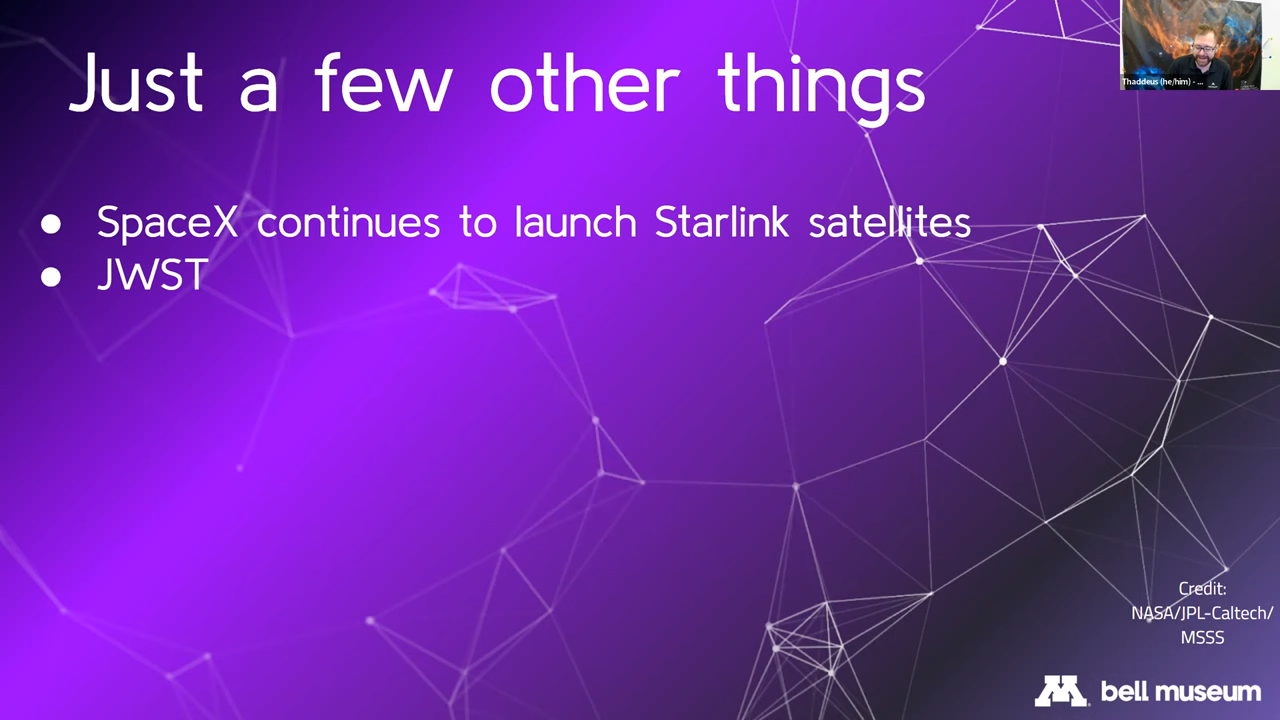 Just a few other things
Thaddeus (he/him) - ...
● SpaceX continues to launch Starlink satellites
● JWST
Credit:
NASA/JPL-Caltech/
MSSS
M bell museum